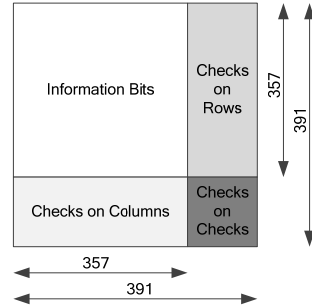 Information Bits
Checks
on
Rows
357
391
Checks on Columns
Checks
on
Checks
357
391